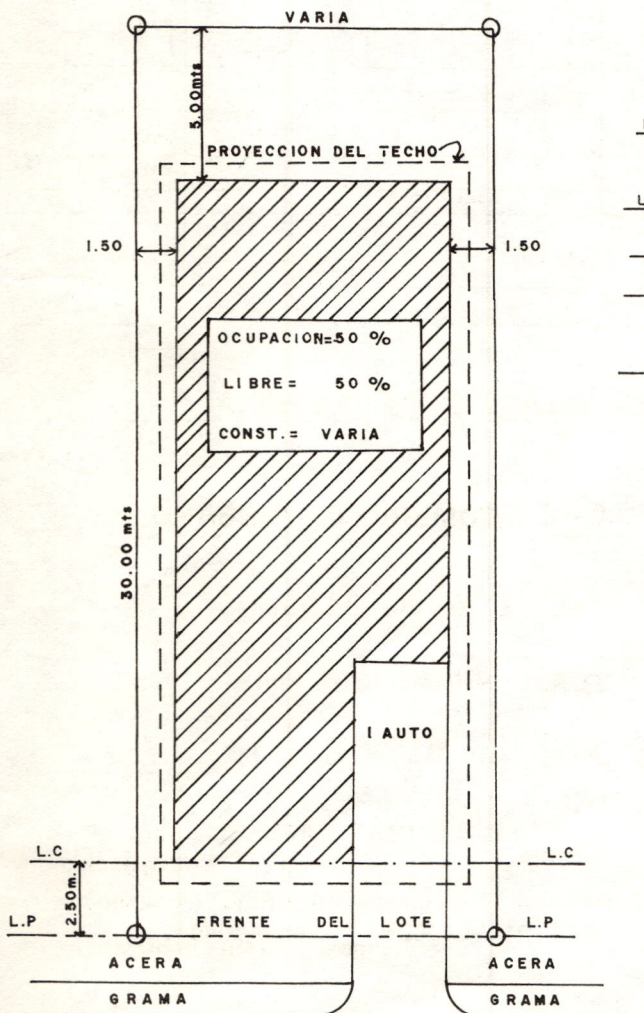 VARIA
5.00mts
PROYECCION DEL TECHO
1.50
1.50
OCUPACION=50 %
LIBRE= 50 %
CONST.= VARIA
30.00 mts
1 AUTO
L.C
L.C
2.50m.
L.P
FRENTE DEL LOTE
L.P
ACERA
ACERA
GRAMA
GRAMA